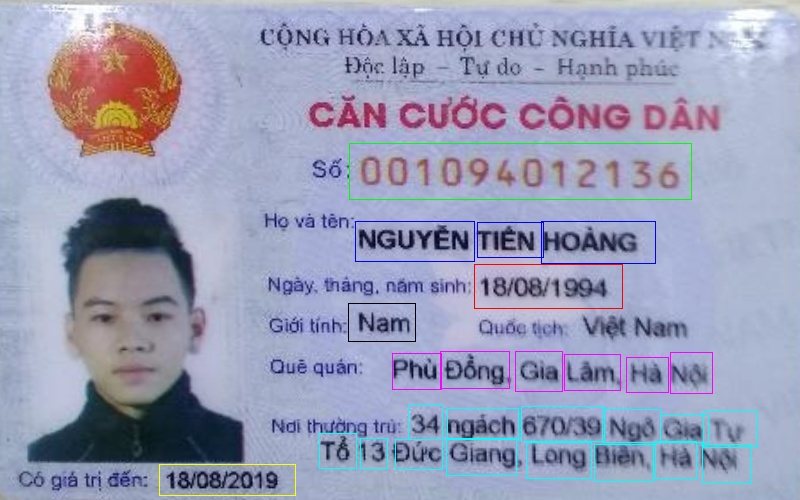 CỘNG HÒA XÃ HỘI CHỦ NGHĨA VIỆT NAM
Độc lập - Tự do - Hạnh phúc
CĂN CƯỚC CÔNG DÂN
Số: 001094012136
Họ và tên: NGUYỄN TIẾN HOÀNG
Ngày, tháng, năm sinh: 18/08/1994
Giới tính: Nam Quốc tịch: Việt Nam
Quê quán: Phù Đổng, Gia Lâm, Hà Nội
Nơi thường trú: 34 ngách 670/39 Ngô Gia Tự
Tổ 13 Đức Giang, Long Biên, Hà Nội
Có giá trị đến: 18/08/2019